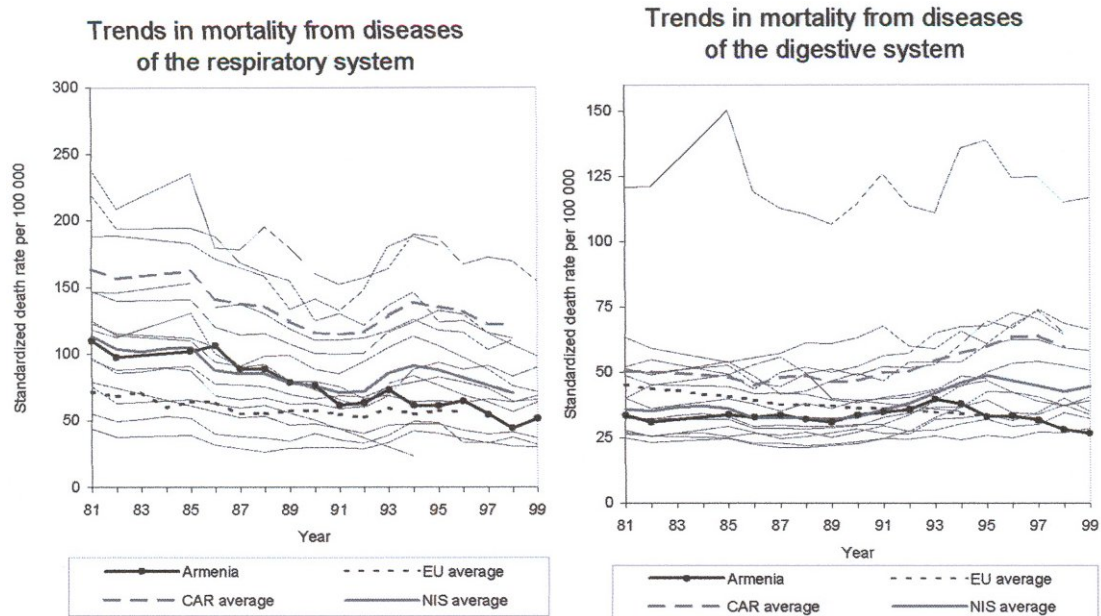 Trends in mortality from diseases
of the respiratory system
Standardized death rate per 100 000
300
250
200
150
100
50
0
81 83 85 87 89 91 93 95 97 99
Year
Armenia EU average
CAR average NIS average
Trends in mortality from diseases
of the digestive system
Standardized death rate per 100 000
150
125
100
75
50
25
0
81 83 85 87 89 91 93 95 97 99
Year
Armenia EU average
CAR average NIS average